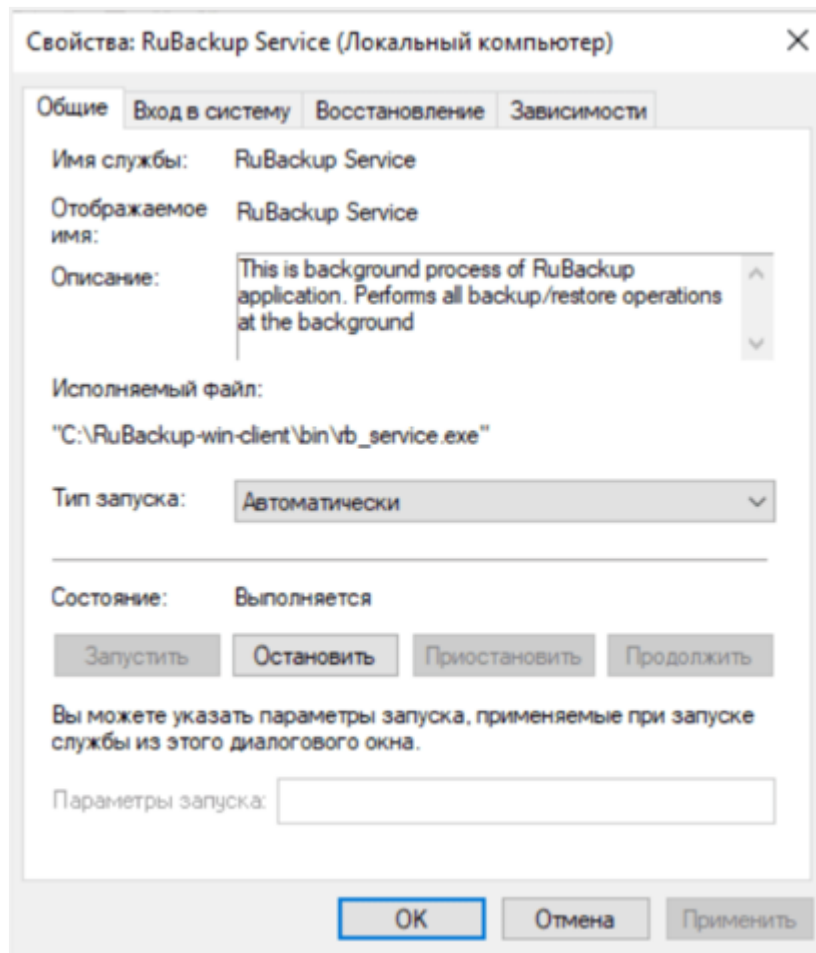 Свойства: RuBackup Service (Локальный компьютер)
Общие Вход в систему Восстановление Зависимости
Имя службы: RuBackup Service
Отображаемое имя: RuBackup Service
Описание: This is background process of RuBackup
application. Performs all backup/restore operations
at the background
Исполняемый файл:
"C:\RuBackup-win-client\bin\rb_service.exe"
Тип запуска: Автоматически
Состояние: Выполняется
Запустить Остановить Приостановить Продолжить
Вы можете указать параметры запуска, применяемые при запуске
службы из этого диалогового окна.
Параметры запуска:
OK Отмена Применить